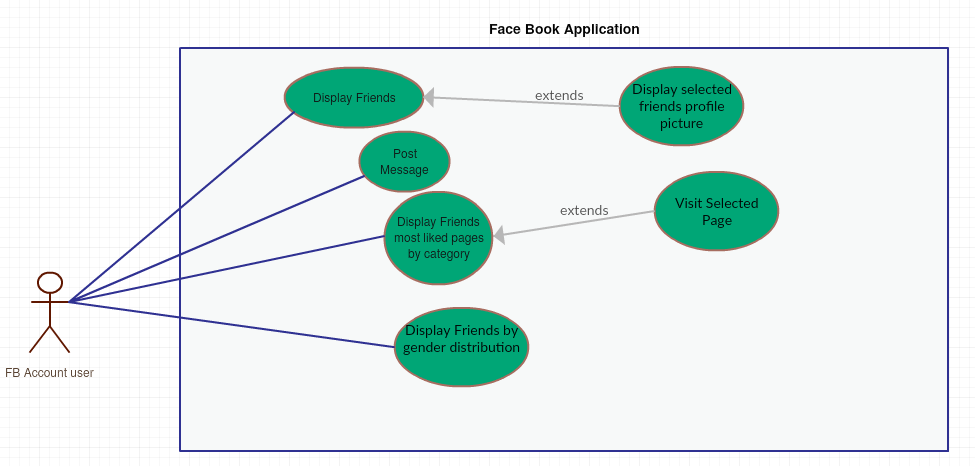 Face Book Application
Display Friends
extends
Display selected
friends profile
picture
Post
Message
Display Friends
most liked pages
by category
extends
Visit Selected
Page
Display Friends by
gender distribution
FB Account user